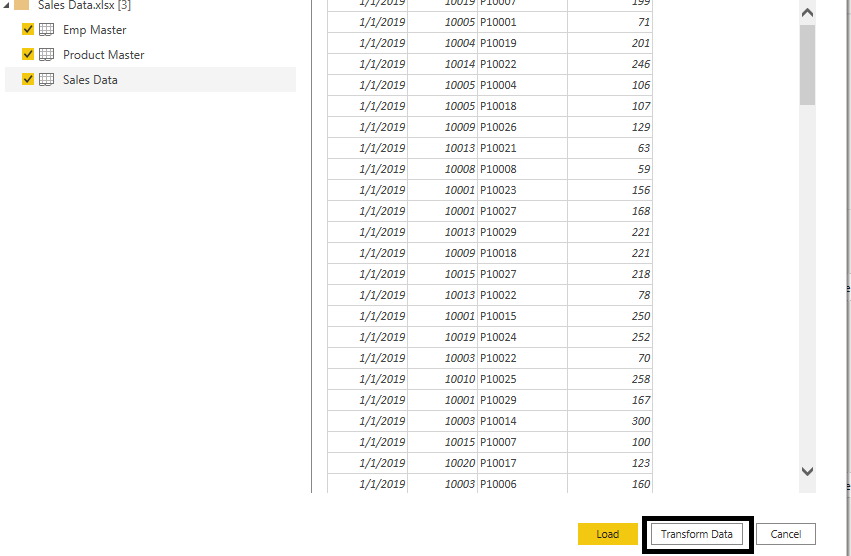 Sales Data.xlsx [3]
Emp Master
Product Master
Sales Data
1/1/2019 10019 P10007 199
1/1/2019 10005 P10001 71
1/1/2019 10004 P10019 201
1/1/2019 10014 P10022 246
1/1/2019 10005 P10004 106
1/1/2019 10005 P10018 107
1/1/2019 10009 P10026 129
1/1/2019 10013 P10021 63
1/1/2019 10008 P10008 59
1/1/2019 10001 P10023 156
1/1/2019 10001 P10027 168
1/1/2019 10013 P10029 221
1/1/2019 10009 P10018 221
1/1/2019 10015 P10027 218
1/1/2019 10013 P10022 78
1/1/2019 10001 P10015 250
1/1/2019 10019 P10024 252
1/1/2019 10003 P10022 70
1/1/2019 10010 P10025 258
1/1/2019 10001 P10029 167
1/1/2019 10003 P10014 300
1/1/2019 10015 P10007 100
1/1/2019 10020 P10017 123
1/1/2019 10003 P10006 160
Load Transform Data Cancel